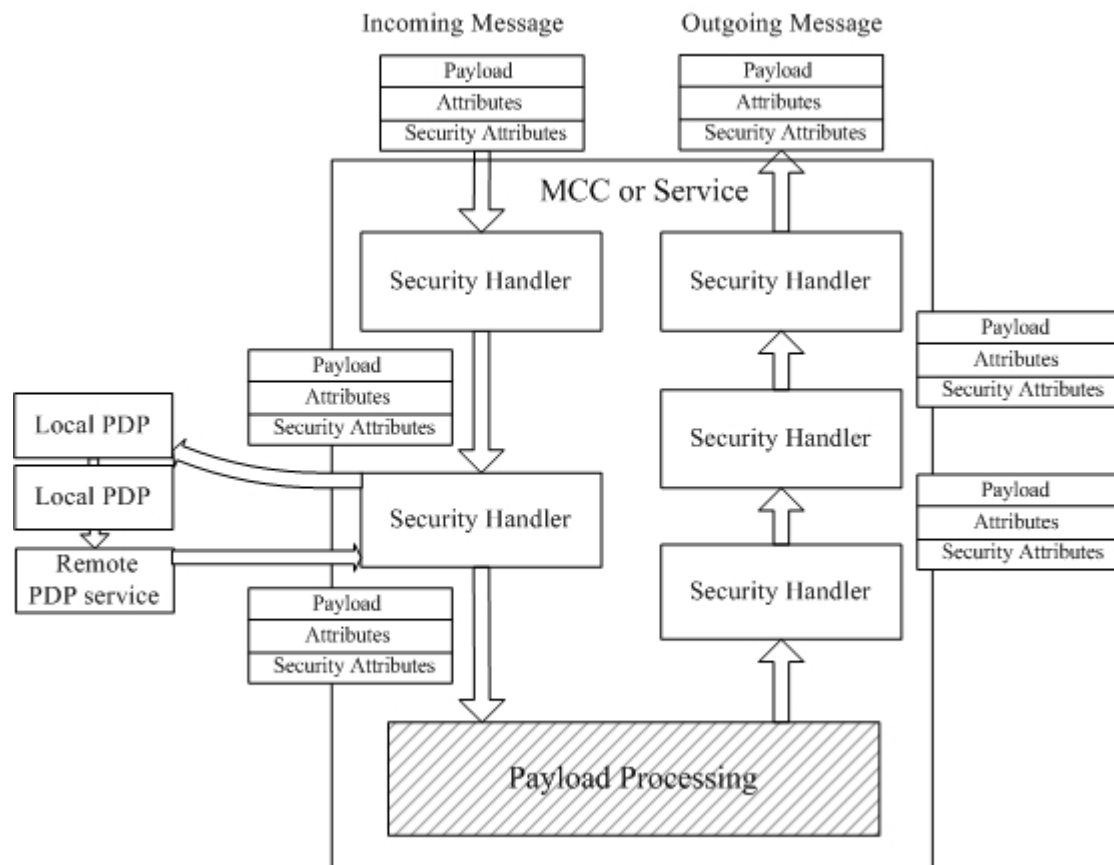 Incoming Message
Outgoing Message
Payload
Attributes
Security Attributes
Payload
Attributes
Security Attributes
MCC or Service
Security Handler
Security Handler
Payload
Attributes
Security Attributes
Payload
Attributes
Security Attributes
Local PDP
Local PDP
Remote
PDP service
Security Handler
Security Handler
Payload
Attributes
Security Attributes
Payload
Attributes
Security Attributes
Security Handler
Payload Processing